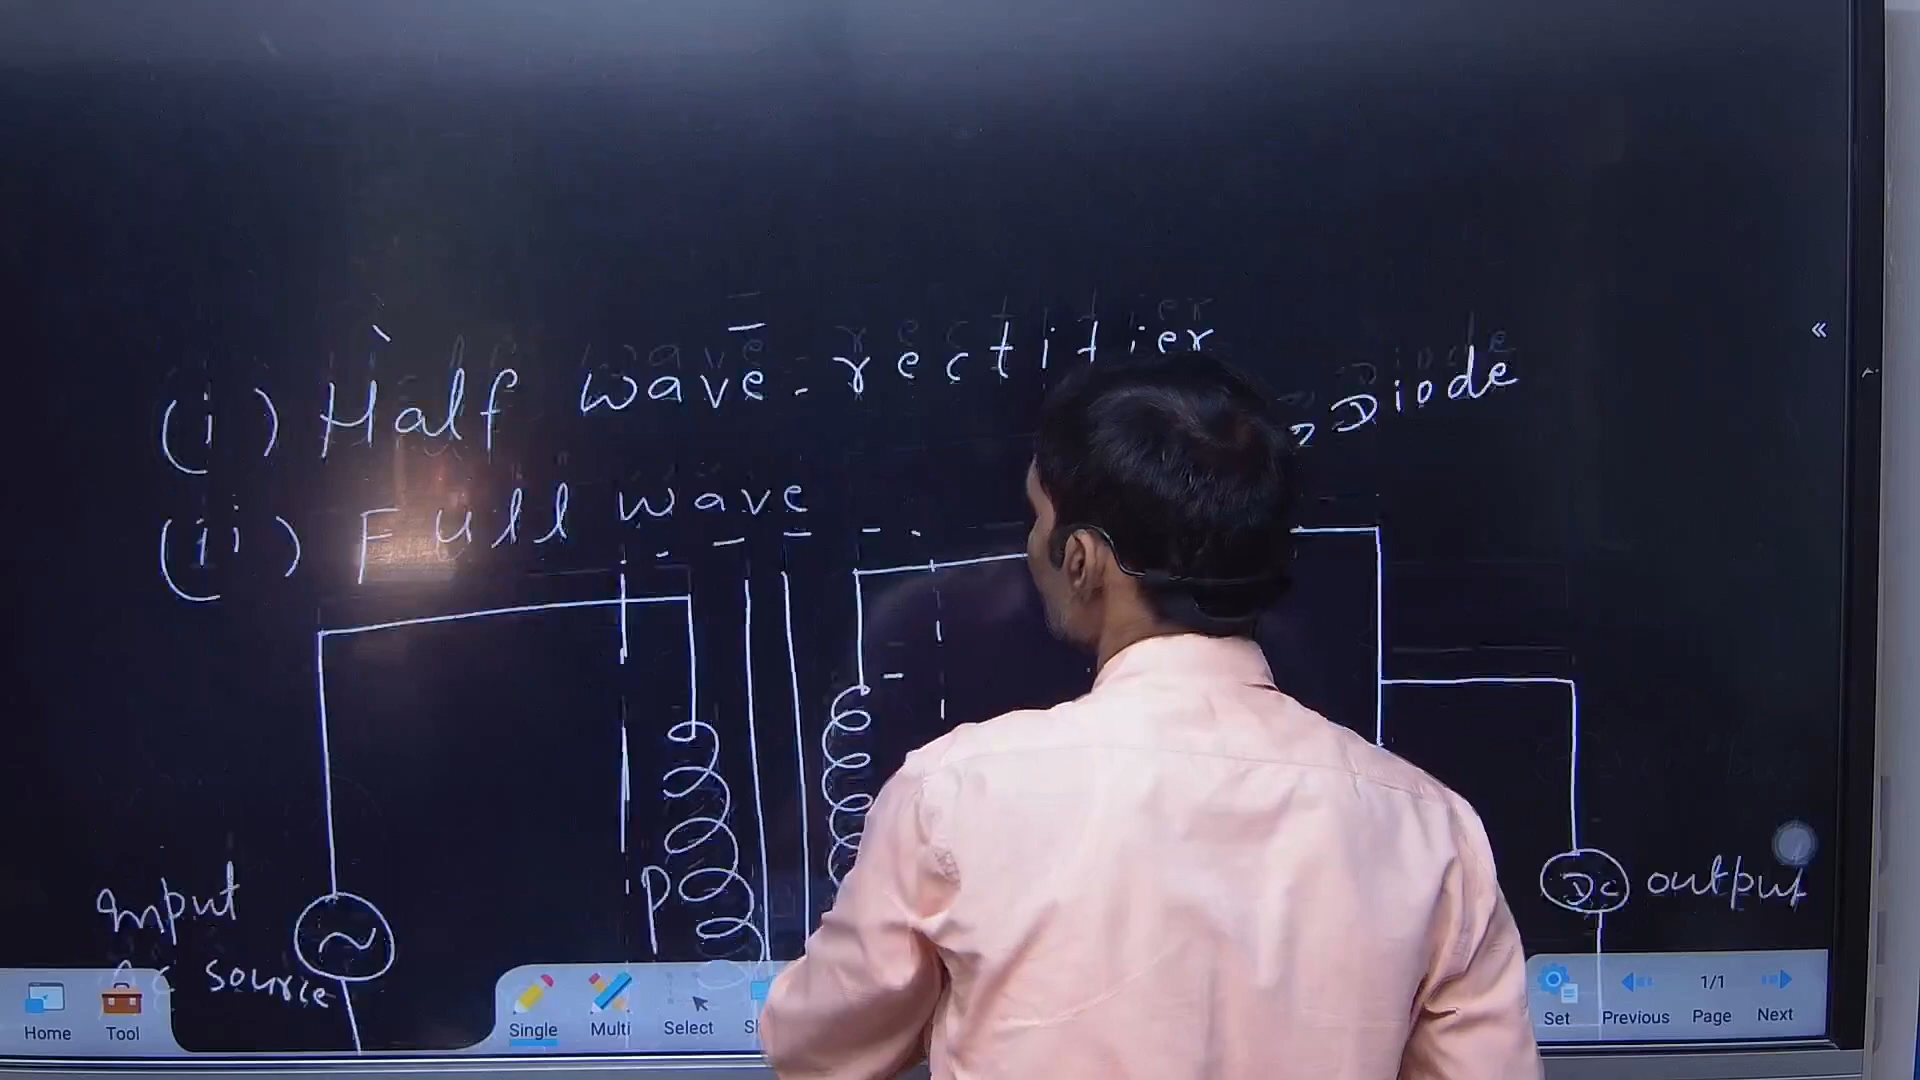 (i) Half wave - rectifier
Diode
(ii) Full wave
P
Input
AC source
DC output
Home
Tool
Single
Multi
Select
Set
Previous
1/1
Page
Next